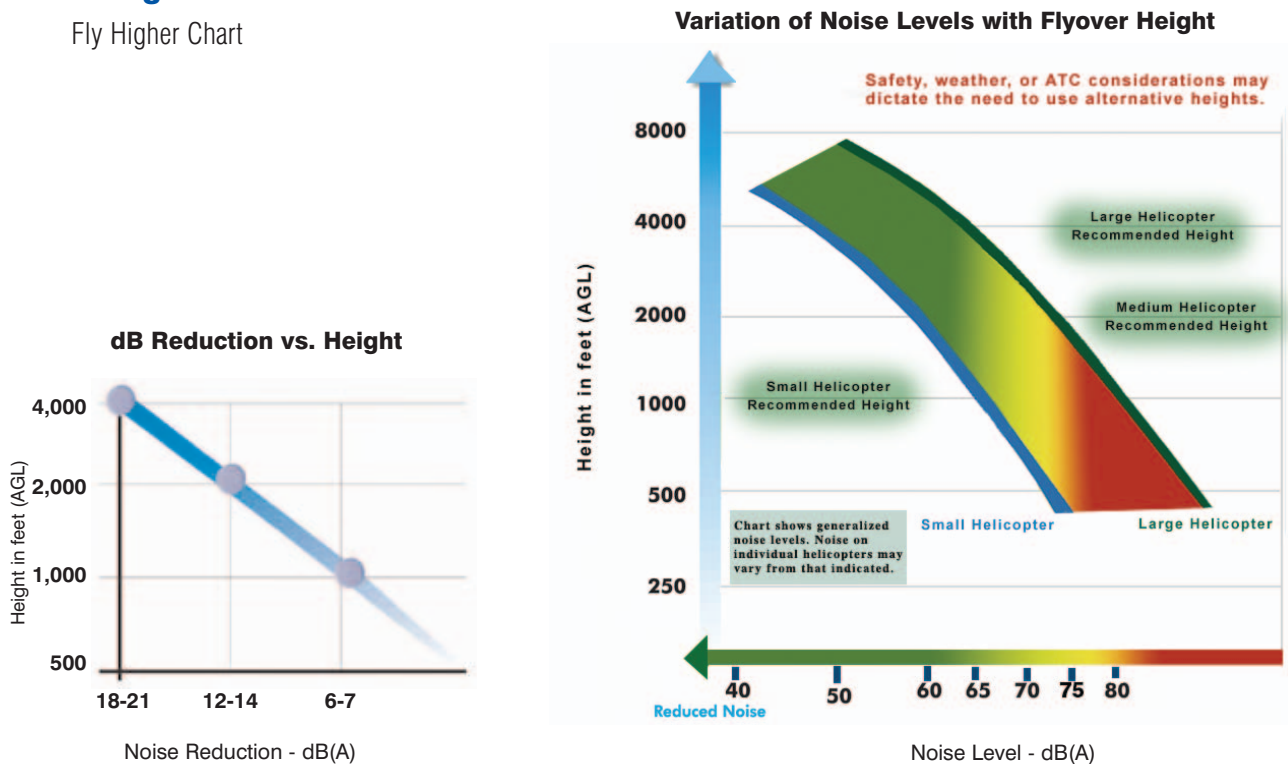 Fly Higher Chart
dB Reduction vs. Height
Height in feet (AGL)
4,000
2,000
1,000
500
18-21 12-14 6-7
Noise Reduction - dB(A)
Variation of Noise Levels with Flyover Height
Safety, weather, or ATC considerations may
dictate the need to use alternative heights.
Height in feet (AGL)
8000
4000
2000
1000
500
250
Large Helicopter
Recommended Height
Medium Helicopter
Recommended Height
Small Helicopter
Recommended Height
Chart shows generalized
noise levels. Noise on
individual helicopters may
vary from that indicated.
Small Helicopter
Large Helicopter
40 50 60 65 70 75 80
Reduced Noise
Noise Level - dB(A)